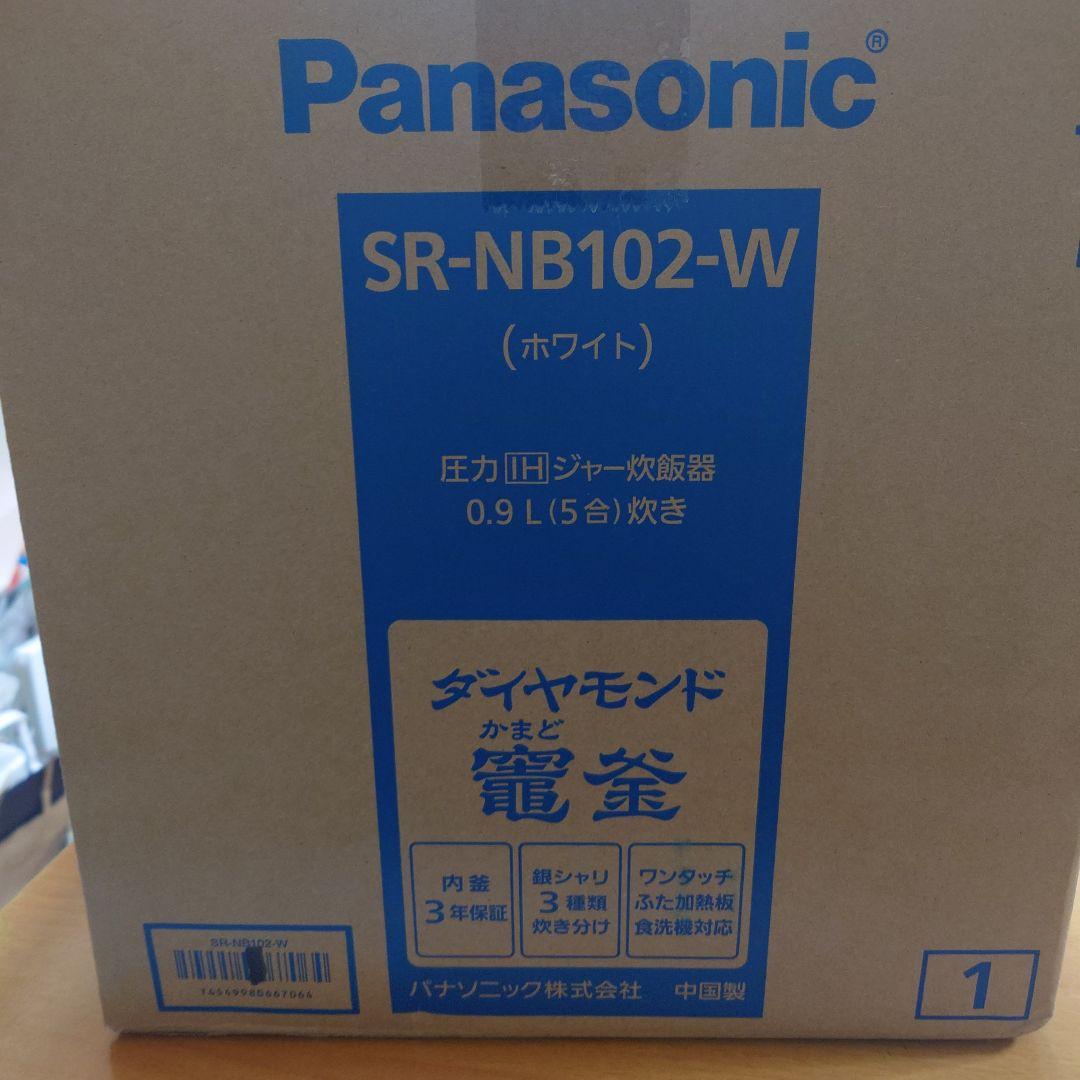 Panasonic®
SR-NB102-W
(ホワイト)
圧力IHジャー炊飯器
0.9L(5合)炊き
ダイヤモンド
かまど
竈釜
内釜
3年保証
銀シャリ
3種類
炊き分け
ワンタッチ
ふた加熱板
食洗機対応
パナソニック株式会社 中国製
SR-NB102-W
1